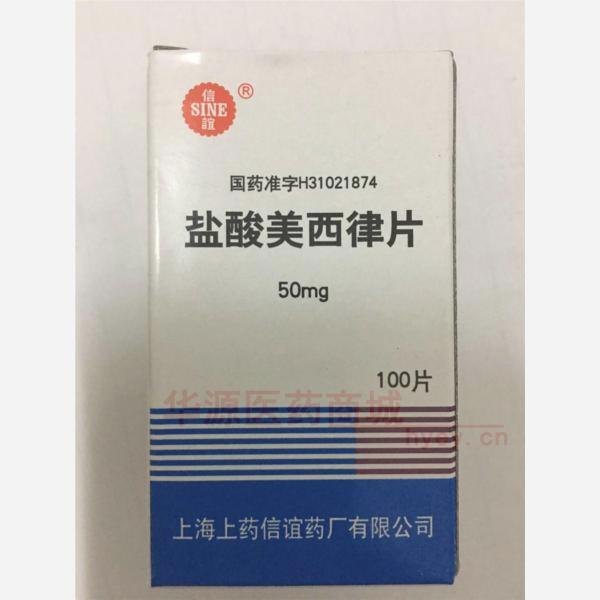 信
SINE
誼
®
国药准字H31021874
盐酸美西律片
50mg
100片
华源医药商城
hyey.cn
上海上药信谊药厂有限公司